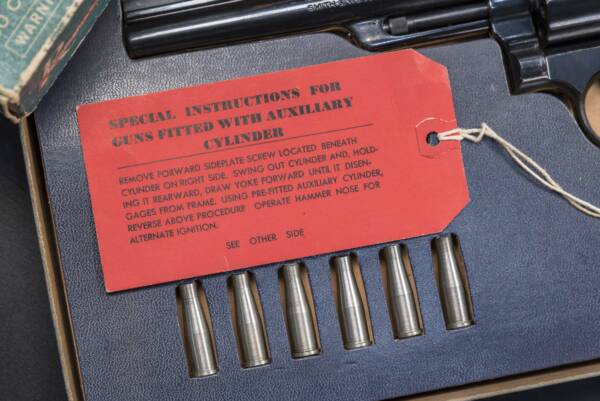 WARNING
SMITH &
SPECIAL INSTRUCTIONS FOR
GUNS FITTED WITH AUXILIARY
CYLINDER
REMOVE FORWARD SIDEPLATE SCREW LOCATED BENEATH
CYLINDER ON RIGHT SIDE. SWING OUT CYLINDER AND, HOLD-
ING IT REARWARD, DRAW YOKE FORWARD UNTIL IT DISEN-
GAGES FROM FRAME. USING PRE-FITTED AUXILIARY CYLINDER,
REVERSE ABOVE PROCEDURE OPERATE HAMMER NOSE FOR
ALTERNATE IGNITION.
SEE OTHER SIDE